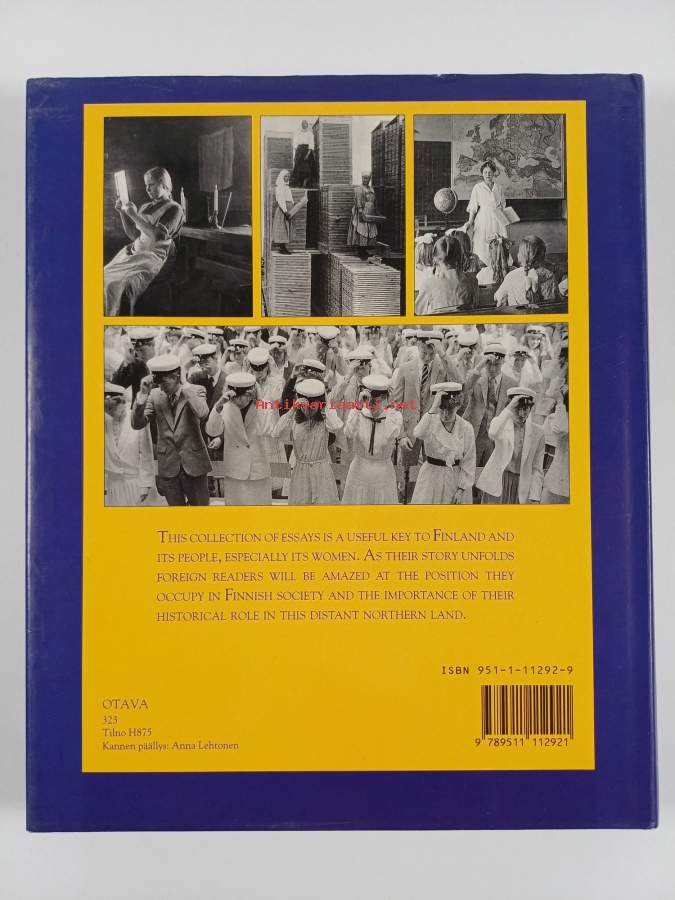 Antikvariaatti.net
THIS COLLECTION OF ESSAYS IS A USEFUL KEY TO FINLAND AND
ITS PEOPLE, ESPECIALLY ITS WOMEN. AS THEIR STORY UNFOLDS
FOREIGN READERS WILL BE AMAZED AT THE POSITION THEY
OCCUPY IN FINNISH SOCIETY AND THE IMPORTANCE OF THEIR
HISTORICAL ROLE IN THIS DISTANT NORTHERN LAND.
ISBN 951-1-11292-9
OTAVA
323
Tilno H875
Kannen päällys: Anna Lehtonen
9 789511 112921